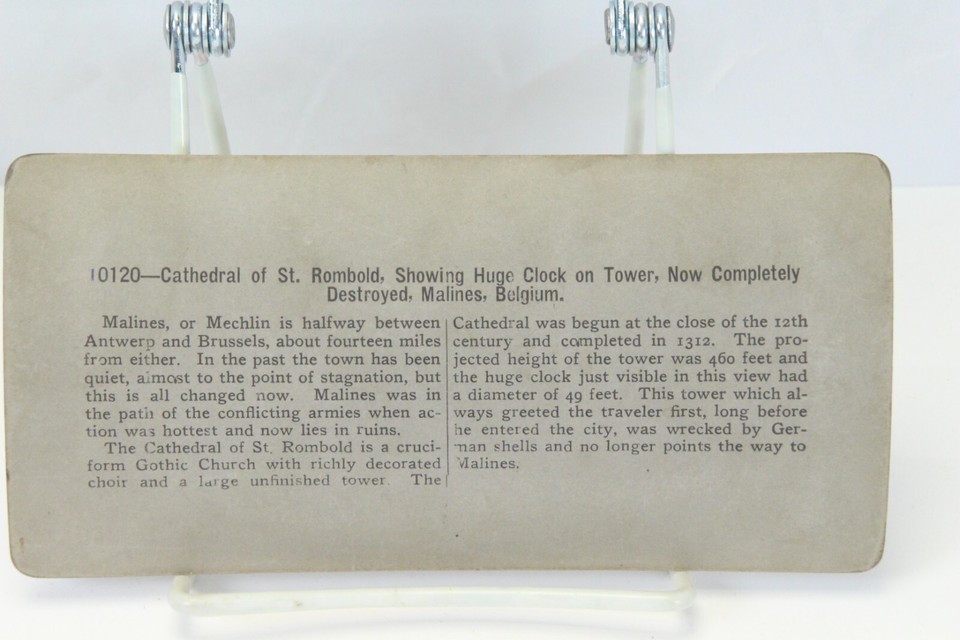 10120—Cathedral of St. Rombold, Showing Huge Clock on Tower, Now Completely
Destroyed, Malines, Belgium.
Malines, or Mechlin is halfway between
Antwerp and Brussels, about fourteen miles
from either. In the past the town has been
quiet, almost to the point of stagnation, but
this is all changed now. Malines was in
the path of the conflicting armies when ac-
tion was hottest and now lies in ruins.
The Cathedral of St. Rombold is a cruci-
form Gothic Church with richly decorated
choir and a large unfinished tower. The
Cathedral was begun at the close of the 12th
century and completed in 1312. The pro-
jected height of the tower was 460 feet and
the huge clock just visible in this view had
a diameter of 49 feet. This tower which al-
ways greeted the traveler first, long before
he entered the city, was wrecked by Ger-
man shells and no longer points the way to
Malines.